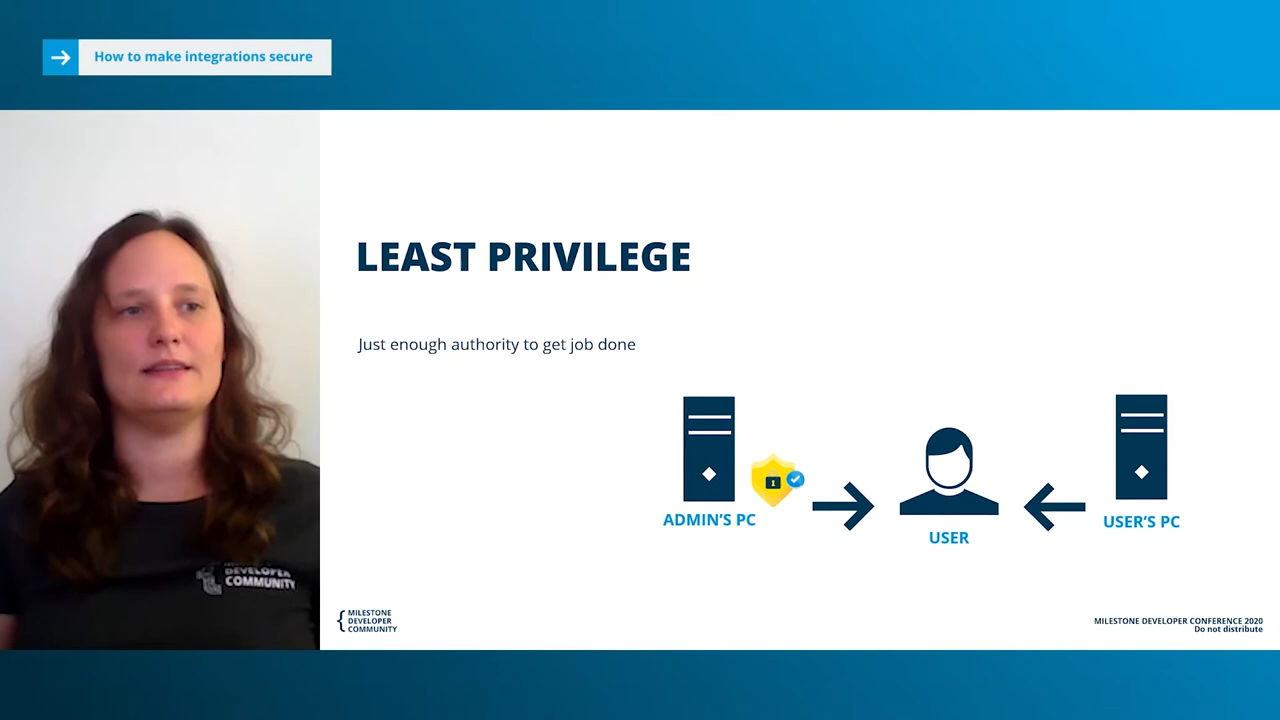 How to make integrations secure
LEAST PRIVILEGE
Just enough authority to get job done
ADMIN'S PC
USER
USER'S PC
DEVELOPER
COMMUNITY
{ MILESTONE
DEVELOPER
COMMUNITY
MILESTONE DEVELOPER CONFERENCE 2020
Do not distribute